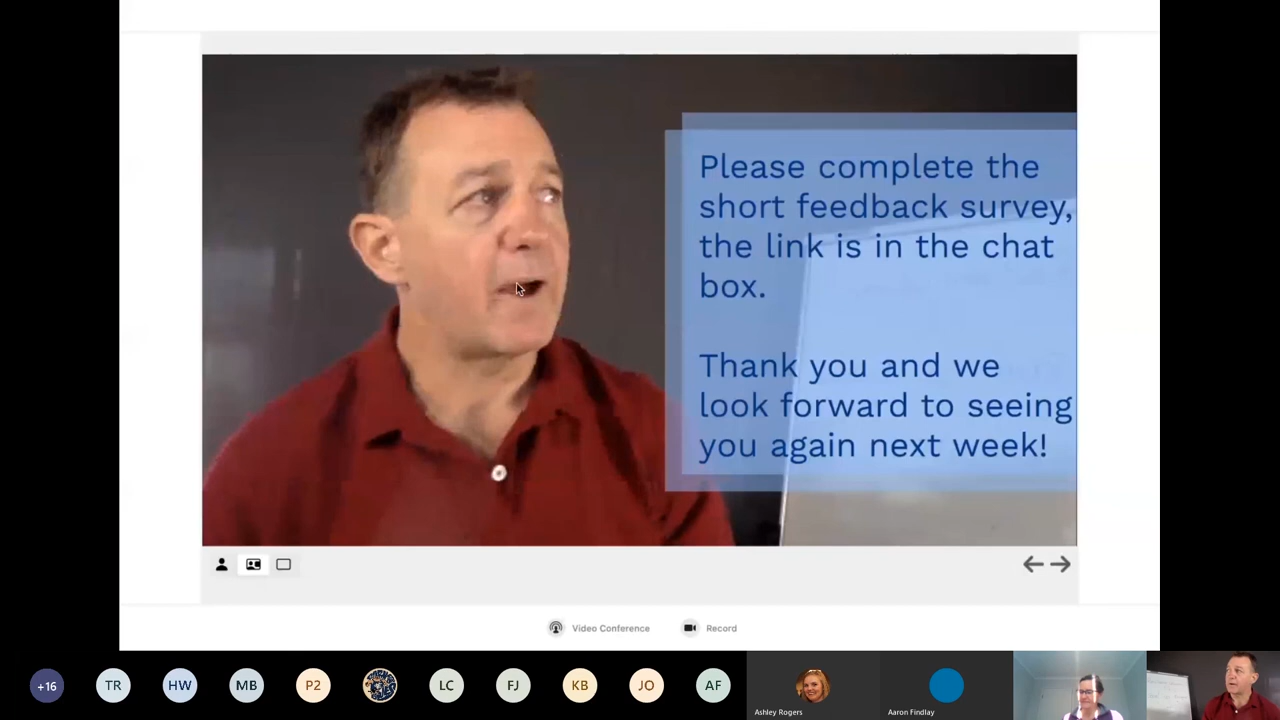 Please complete the
short feedback survey,
the link is in the chat
box.
Thank you and we
look forward to seeing
you again next week!
Video Conference
Record
+16
TR
HW
MB
P2
LC
FJ
KB
JO
AF
Ashley Rogers
Aaron Findlay